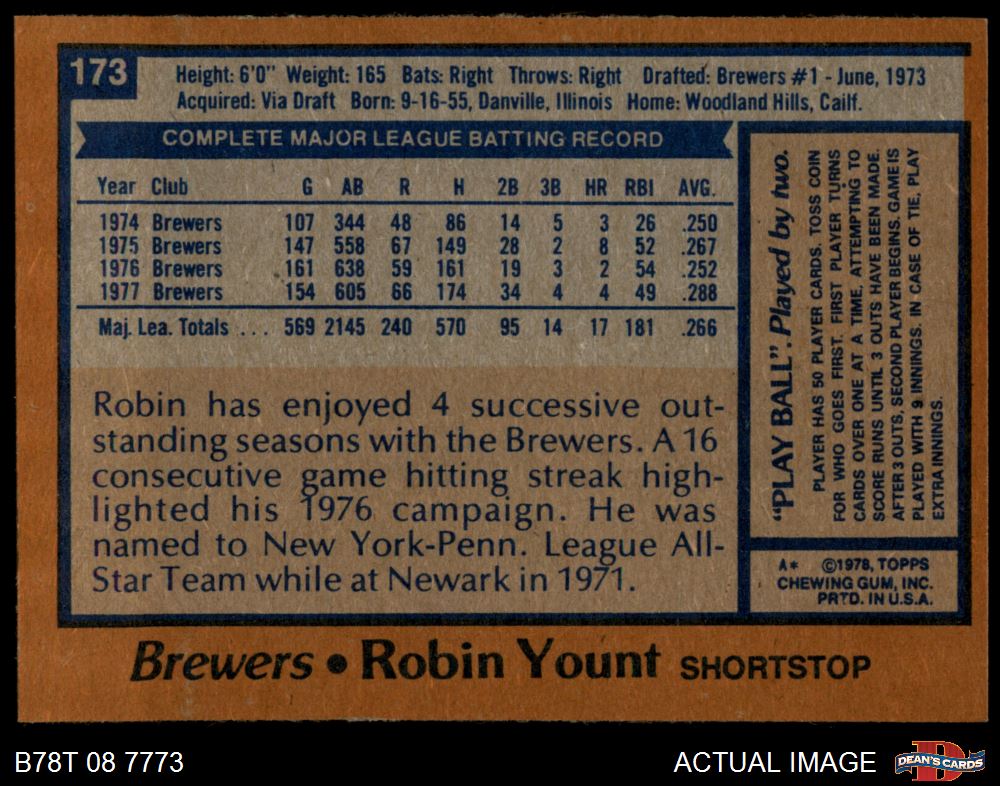 173
Height: 6'0" Weight: 165 Bats: Right Throws: Right Drafted: Brewers #1 - June, 1973
Acquired: Via Draft Born: 9-16-55, Danville, Illinois Home: Woodland Hills, Cailf.
COMPLETE MAJOR LEAGUE BATTING RECORD
Year Club G AB R H 2B 3B HR RBI AVG.
1974 Brewers 107 344 48 86 14 5 3 26 .250
1975 Brewers 147 558 67 149 28 2 8 52 .267
1976 Brewers 161 638 59 161 19 3 2 54 .252
1977 Brewers 154 605 66 174 34 4 4 49 .288
Maj. Lea. Totals ... 569 2145 240 570 95 14 17 181 .266
Robin has enjoyed 4 successive out-
standing seasons with the Brewers. A 16
consecutive game hitting streak high-
lighted his 1976 campaign. He was
named to New York-Penn. League All-
Star Team while at Newark in 1971.
"PLAY BALL". Played by two.
PLAYER HAS 50 PLAYER CARDS. TOSS COIN
FOR WHO GOES FIRST. FIRST PLAYER TURNS
CARDS OVER ONE AT A TIME, ATTEMPTING TO
SCORE RUNS UNTIL 3 OUTS HAVE BEEN MADE.
AFTER 3 OUTS, SECOND PLAYER BEGINS. GAME IS
PLAYED WITH 9 INNINGS. IN CASE OF TIE, PLAY
EXTRA INNINGS.
A* ©1978, TOPPS
CHEWING GUM, INC.
PRTD. IN U.S.A.
Brewers • Robin Yount SHORTSTOP
B78T 08 7773
ACTUAL IMAGE
D
DEAN'S CARDS